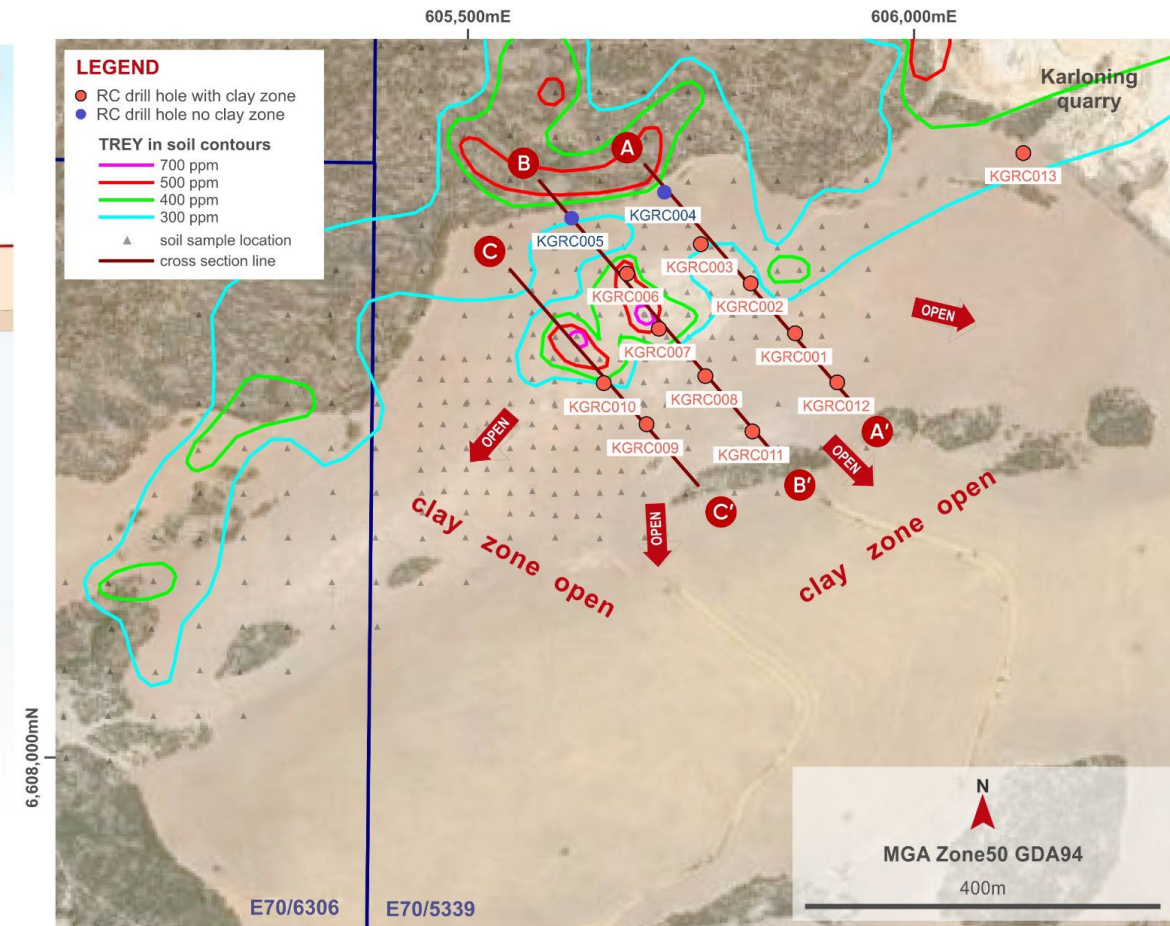 605,500mE
606,000mE
LEGEND
RC drill hole with clay zone
RC drill hole no clay zone
TREY in soil contours
700 ppm
500 ppm
400 ppm
300 ppm
soil sample location
cross section line
Karloning
quarry
KGRC013
A
B
KGRC004
KGRC005
C
KGRC003
KGRC006
KGRC002
OPEN
KGRC007
KGRC001
KGRC010
KGRC008
KGRC012
OPEN
KGRC009
KGRC011
A'
OPEN
B'
C'
OPEN
clay zone open
clay zone open
6,608,000mN
N
MGA Zone50 GDA94
400m
E70/6306
E70/5339